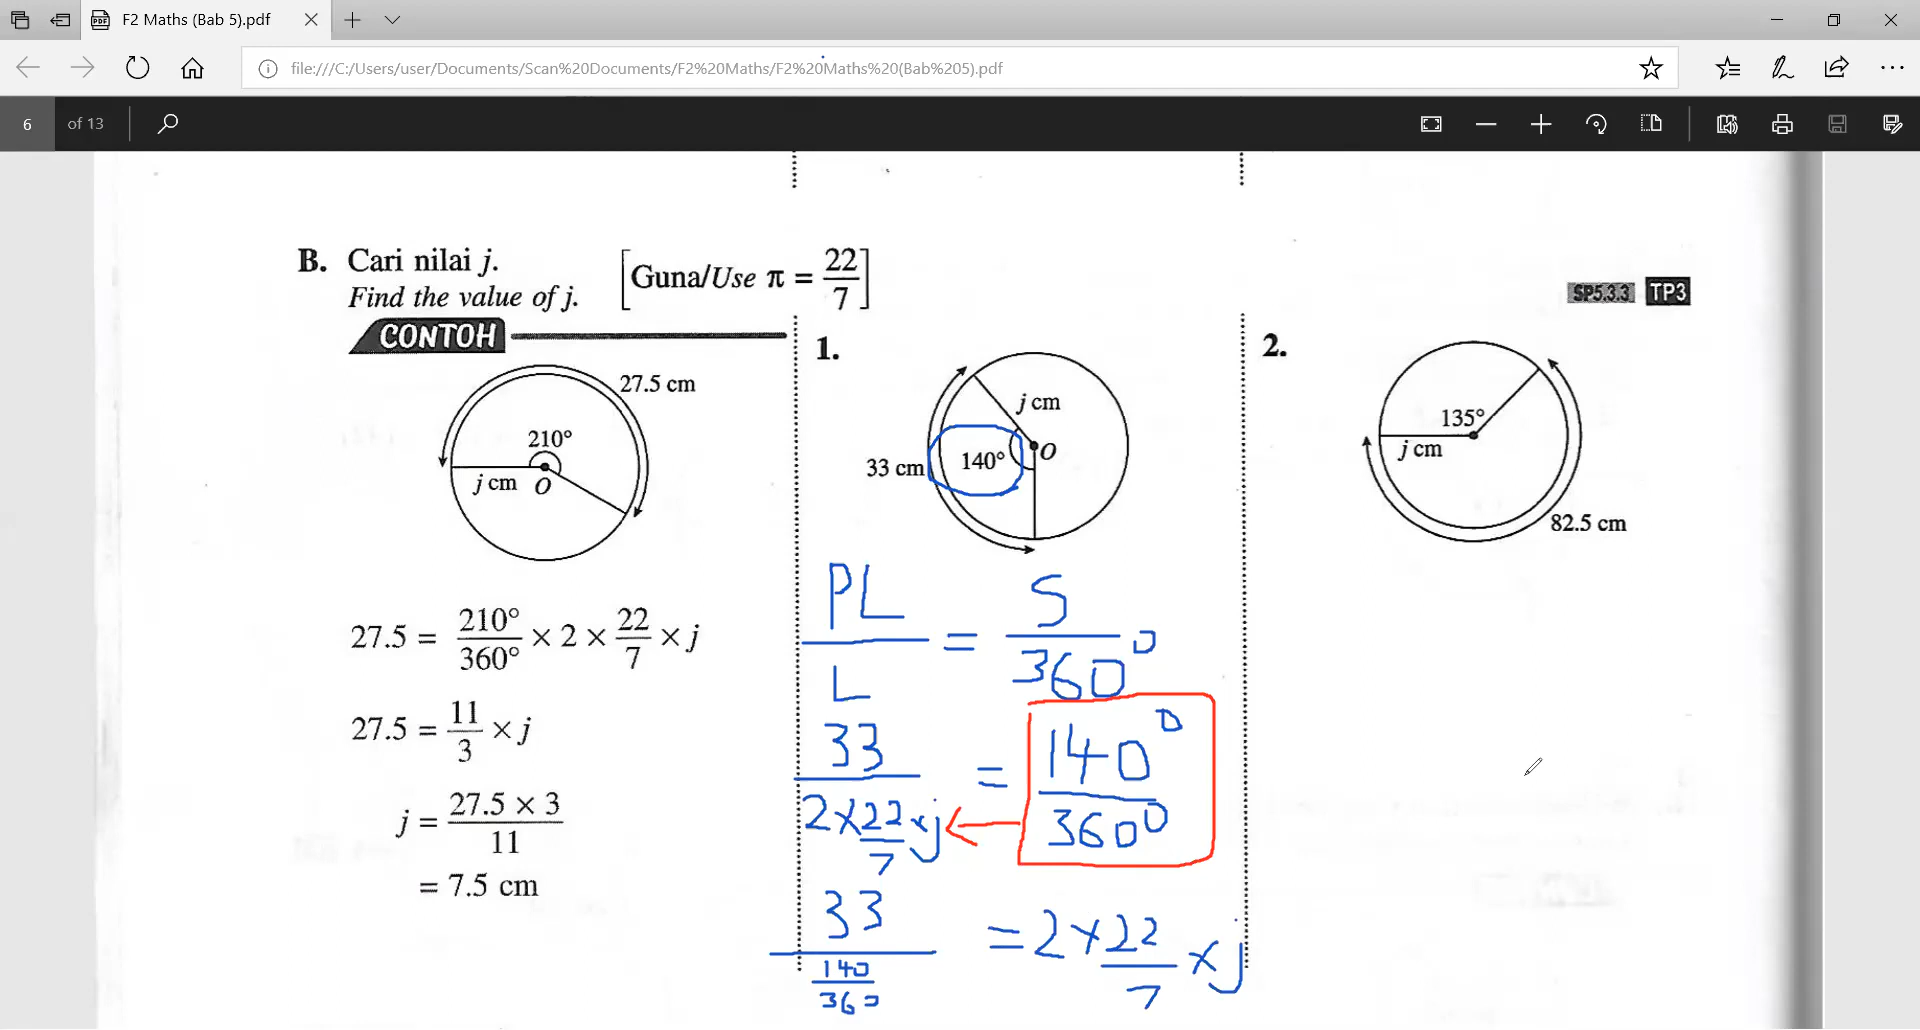 F2 Maths (Bab 5).pdf
file:///C:/Users/user/Documents/Scan%20Documents/F2%20Maths/F2%20Maths%20(Bab%205).pdf
6 of 13
B. Cari nilai j.
Find the value of j.
[Guna/Use π = 22/7]
SP5.3.3 TP3
CONTOH
27.5 cm
210°
j cm O
27.5 = 210°/360° × 2 × 22/7 × j
27.5 = 11/3 × j
j = 27.5 × 3/11
= 7.5 cm
1.
j cm
140° O
33 cm
PL/L = S/360°
33/2 × 22/7 × j = 140°/360°
33/140/360 = 2 × 22/7 × j
2.
135°
j cm
82.5 cm